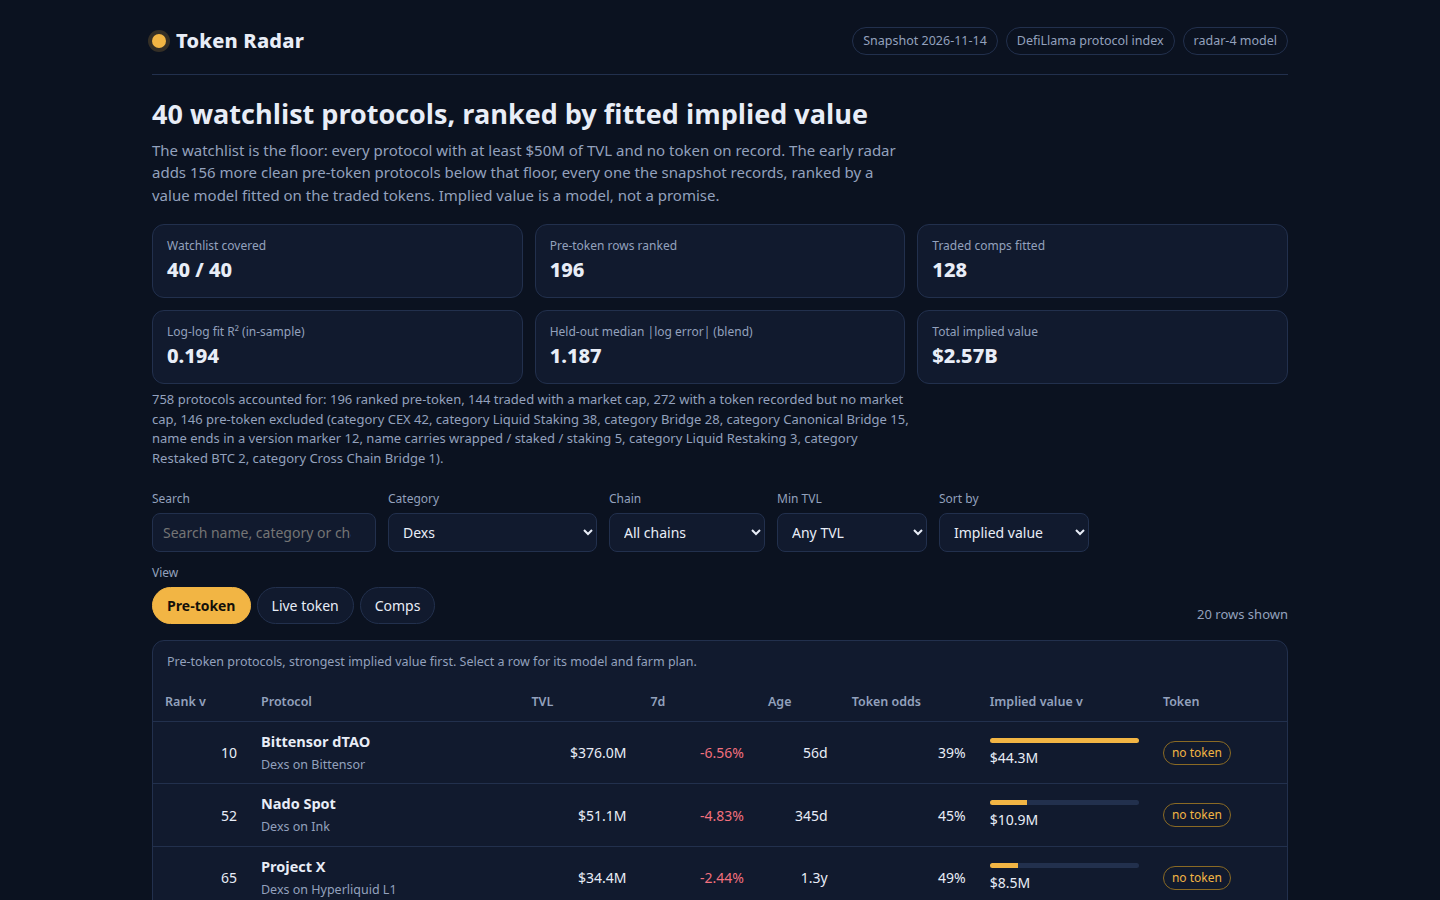 Token Radar
Snapshot 2026-11-14
DefiLlama protocol index
radar-4 model
40 watchlist protocols, ranked by fitted implied value
The watchlist is the floor: every protocol with at least $50M of TVL and no token on record. The early radar
adds 156 more clean pre-token protocols below that floor, every one the snapshot records, ranked by a
value model fitted on the traded tokens. Implied value is a model, not a promise.
Watchlist covered
40 / 40
Pre-token rows ranked
196
Traded comps fitted
128
Log-log fit R² (in-sample)
0.194
Held-out median |log error| (blend)
1.187
Total implied value
$2.57B
758 protocols accounted for: 196 ranked pre-token, 144 traded with a market cap, 272 with a token recorded but no market
cap, 146 pre-token excluded (category CEX 42, category Liquid Staking 38, category Bridge 28, category Canonical Bridge 15,
name ends in a version marker 12, name carries wrapped / staked / staking 5, category Liquid Restaking 3, category
Restaked BTC 2, category Cross Chain Bridge 1).
Search
Category
Chain
Min TVL
Sort by
Search name, category or ch
Dexs
All chains
Any TVL
Implied value
View
Pre-token
Live token
Comps
20 rows shown
Pre-token protocols, strongest implied value first. Select a row for its model and farm plan.
Rank v
Protocol
TVL
7d
Age
Token odds
Implied value v
Token
10
Bittensor dTAO
Dexs on Bittensor
$376.0M
-6.56%
56d
39%
$44.3M
no token
52
Nado Spot
Dexs on Ink
$51.1M
-4.83%
345d
45%
$10.9M
no token
65
Project X
Dexs on Hyperliquid L1
$34.4M
-2.44%
1.3y
49%
$8.5M
no token